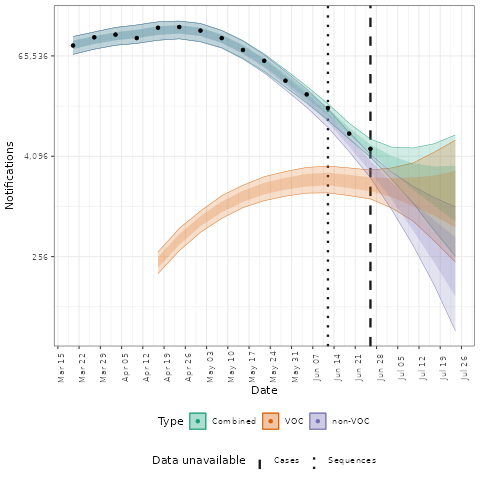 65,536
4,096
256
Notifications
Mar 15 Mar 22 Mar 29 Apr 05 Apr 12 Apr 19 Apr 26 May 03 May 10 May 17 May 24 May 31 Jun 07 Jun 14 Jun 21 Jun 28 Jul 05 Jul 12 Jul 19 Jul 26
Date
Type Combined VOC non-VOC
Data unavailable Cases Sequences